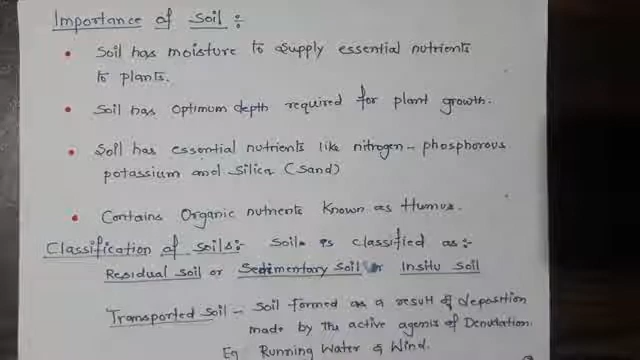 Importance of Soil :
• Soil has moisture to supply essential nutrients
to plants.
• Soil has optimum depth required for plant growth.
• Soil has essential nutrients like nitrogen - phosphorous
potassium and silica (sand)
• Contains Organic nutrients Known as Humus.
Classification of soils:- Soil is classified as :-
Residual Soil or Sedimentary Soil or Insitu Soil
Transported Soil - Soil formed as a result of deposition
made by the active agents of Denudation.
Eg Running Water & Wind.